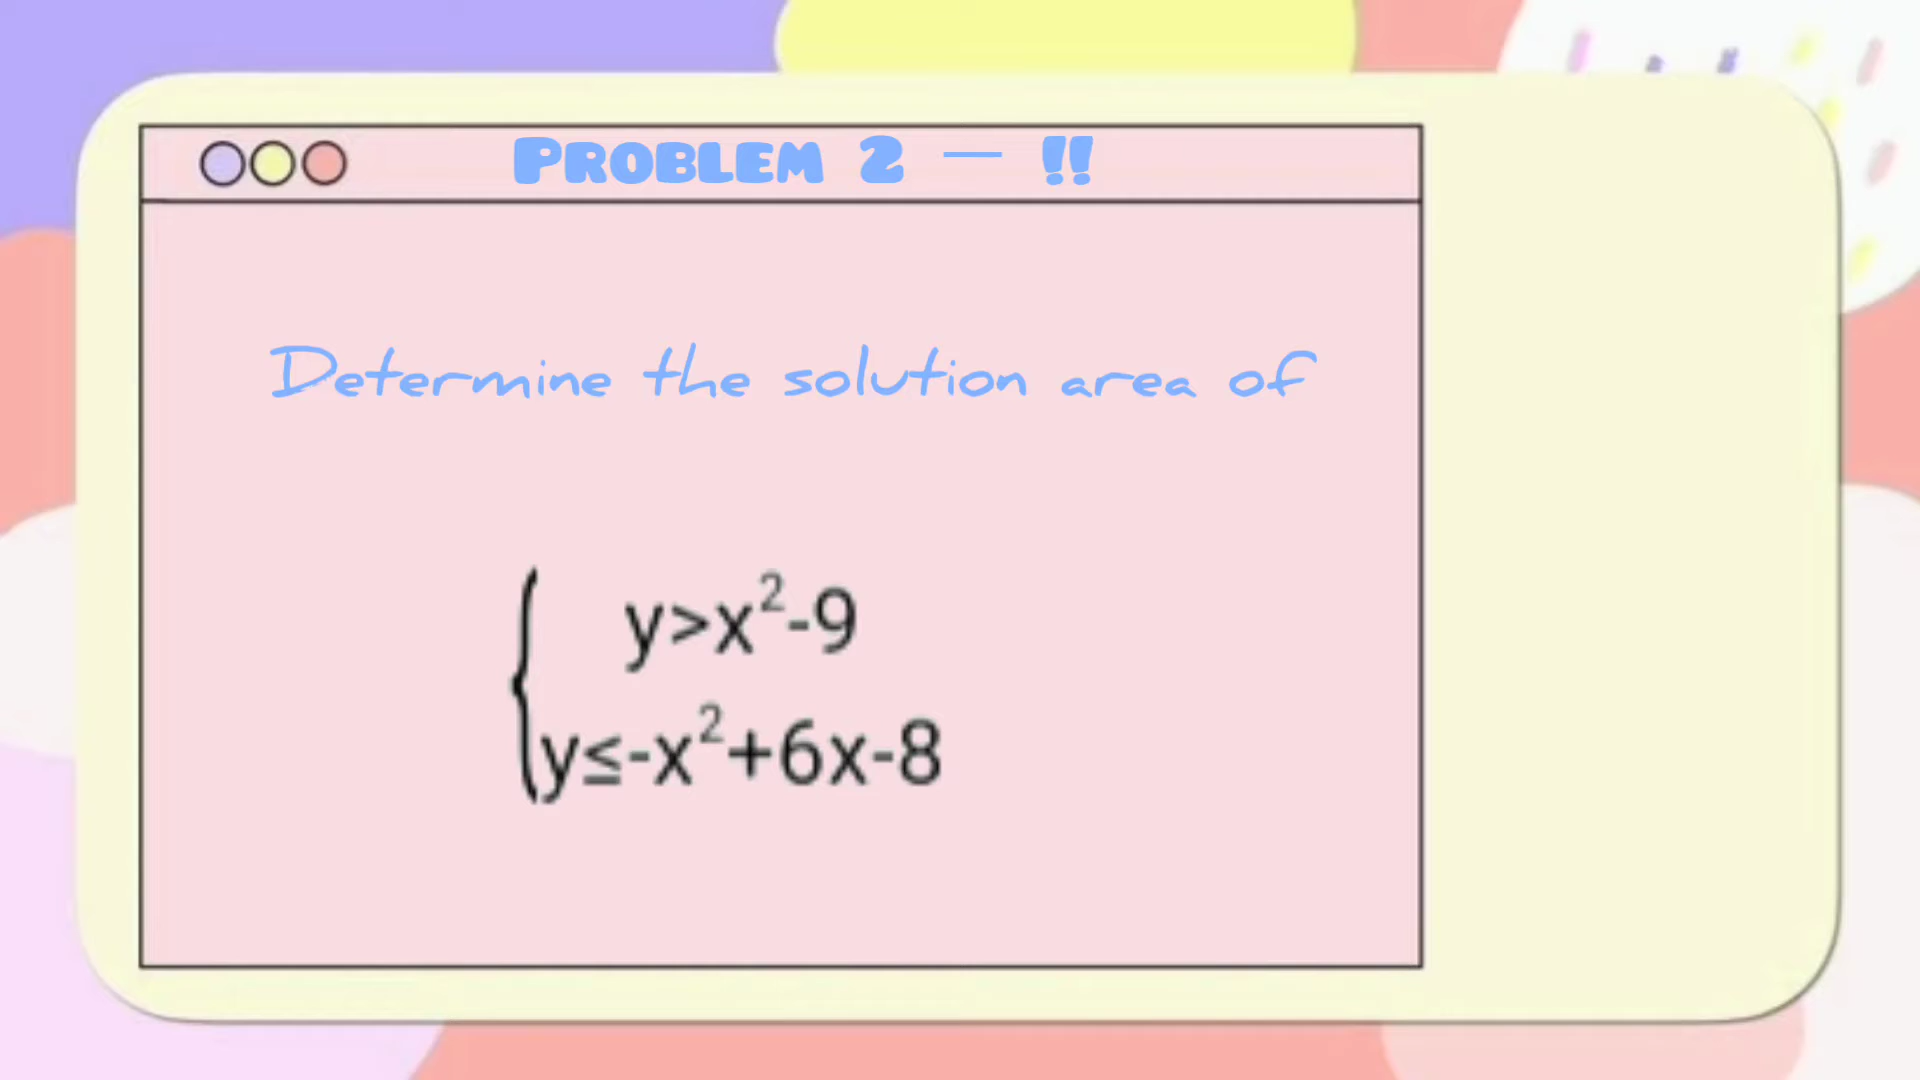 PROBLEM 2 — !!
Determine the solution area of
y>x²-9
y≤-x²+6x-8